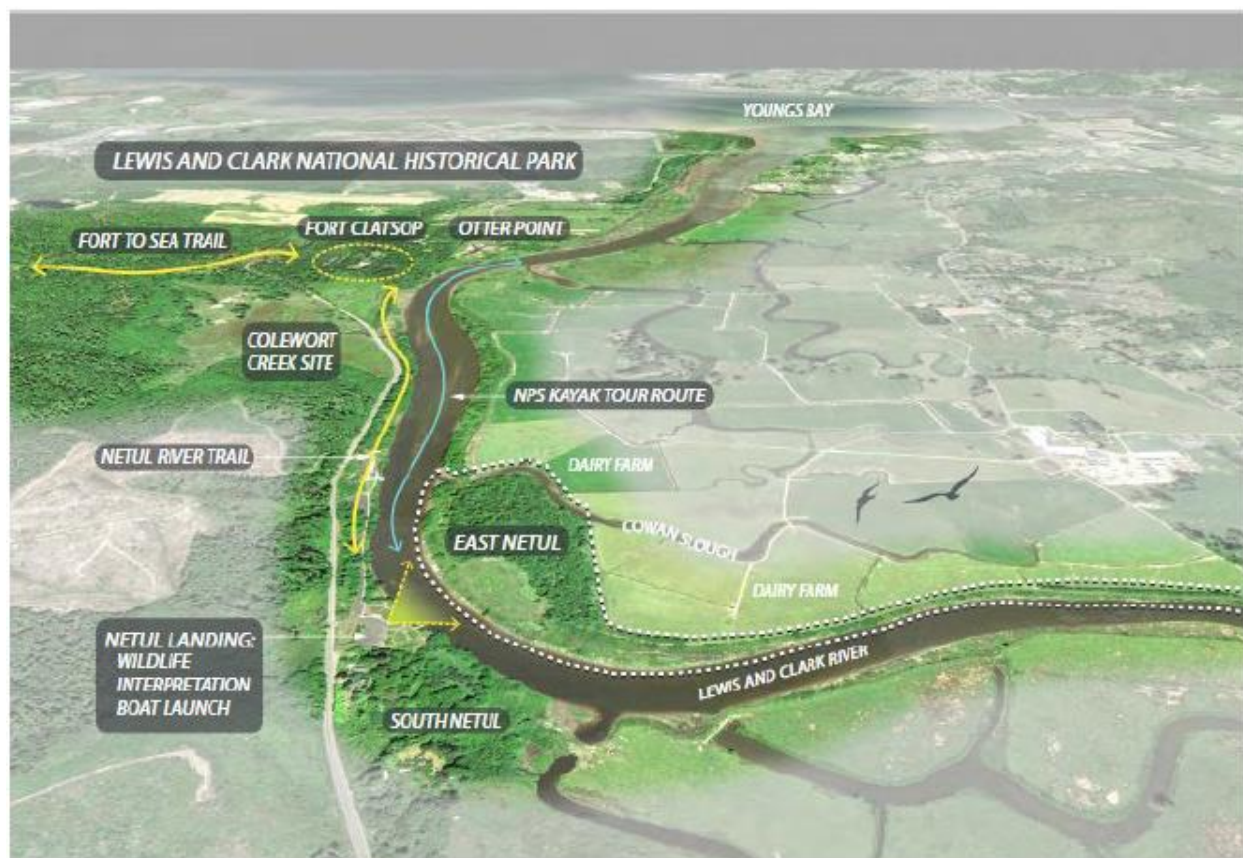 YOUNGS BAY
LEWIS AND CLARK NATIONAL HISTORICAL PARK
FORT TO SEA TRAIL
FORT CLATSOP
OTTER POINT
COLEWORT
CREEK SITE
NPS KAYAK TOUR ROUTE
NETUL RIVER TRAIL
DAIRY FARM
EAST NETUL
COWAN SLOUGH
DAIRY FARM
NETUL LANDING:
WILDLIFE
INTERPRETATION
BOAT LAUNCH
LEWIS AND CLARK RIVER
SOUTH NETUL